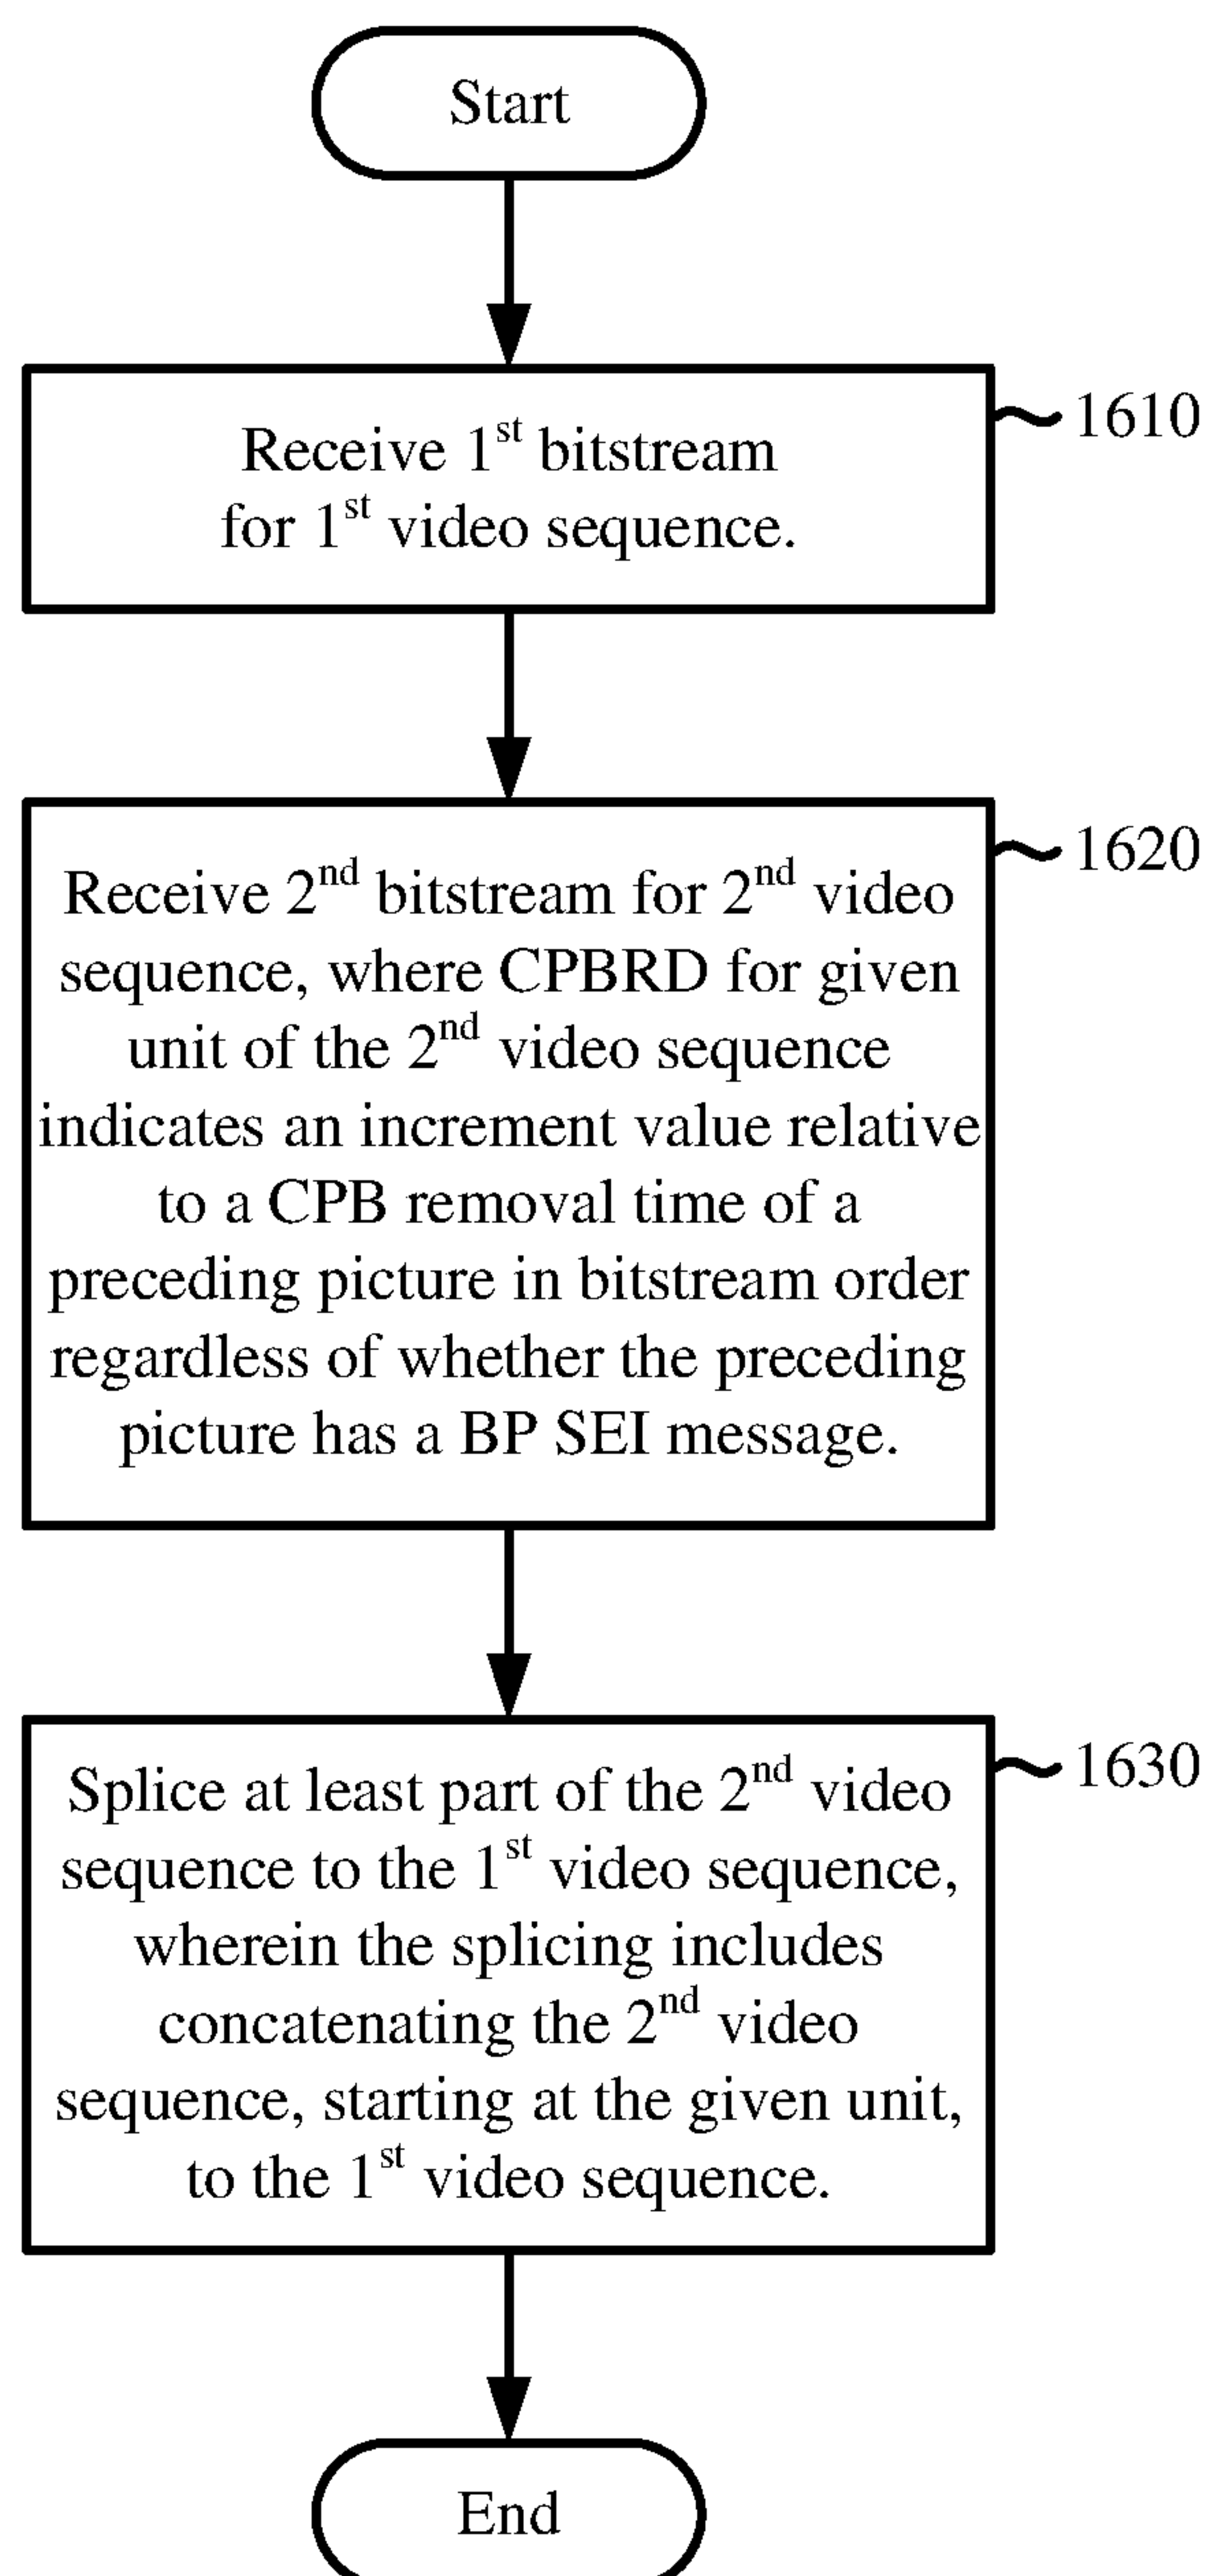 Start
Receive 1st bitstream
for 1st video sequence.
1610
Receive 2nd bitstream for 2nd video
sequence, where CPBRD for given
unit of the 2nd video sequence
indicates an increment value relative
to a CPB removal time of a
preceding picture in bitstream order
regardless of whether the preceding
picture has a BP SEI message.
1620
Splice at least part of the 2nd video
sequence to the 1st video sequence,
wherein the splicing includes
concatenating the 2nd video
sequence, starting at the given unit,
to the 1st video sequence.
1630
End